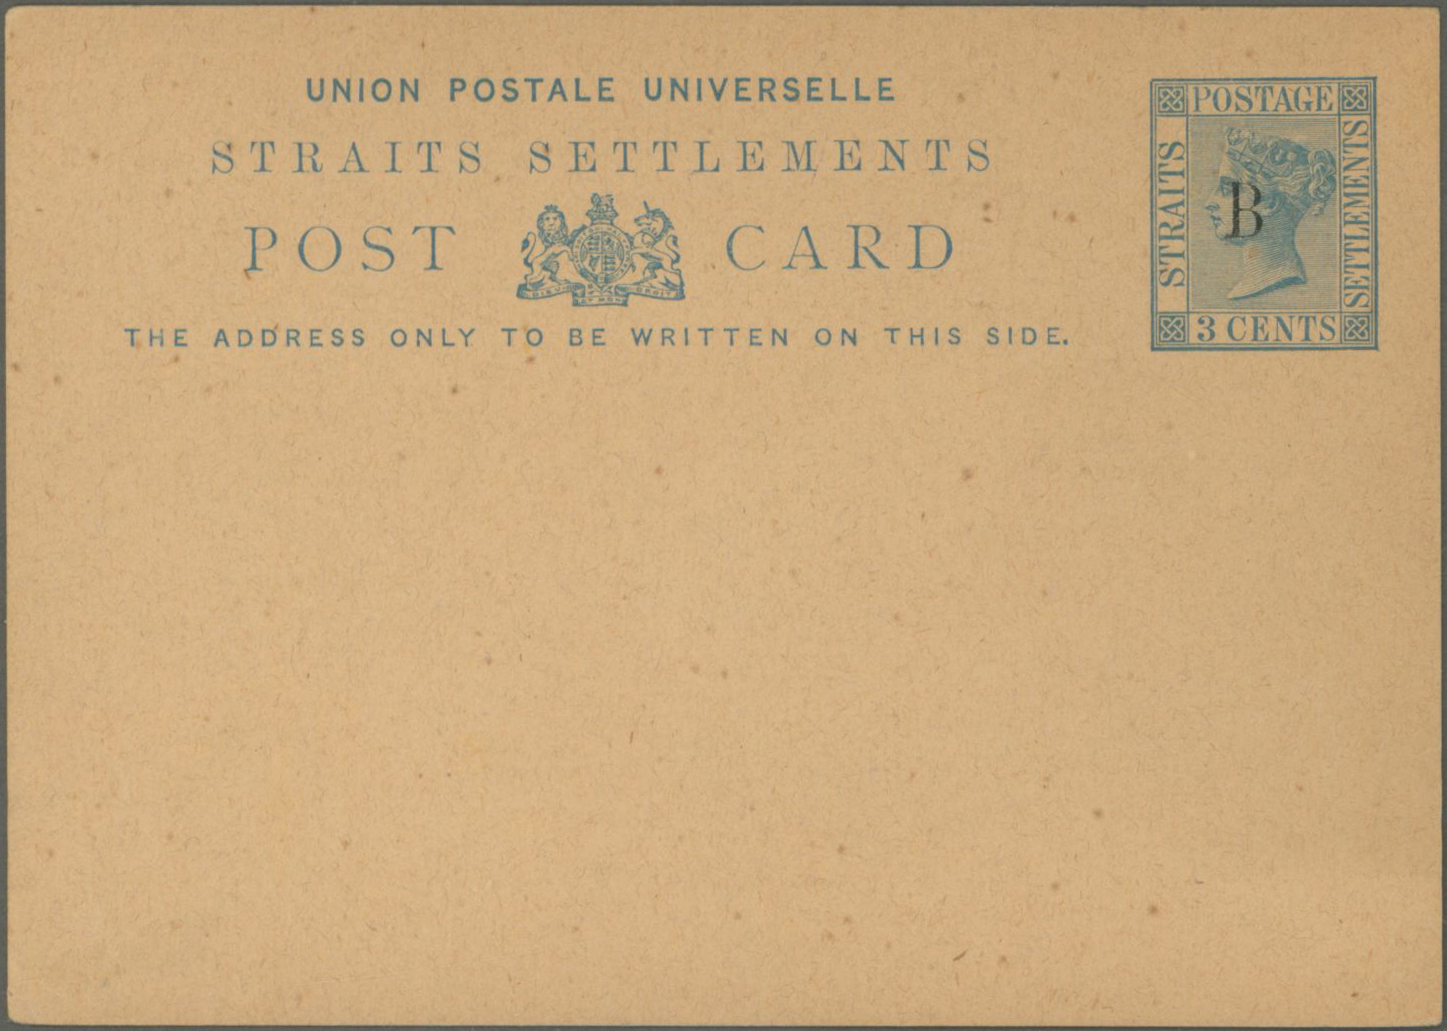 UNION POSTALE UNIVERSELLE
STRAITS SETTLEMENTS
POST CARD
THE ADDRESS ONLY TO BE WRITTEN ON THIS SIDE.
POSTAGE
STRAITS
SETTLEMENTS
B
3 CENTS